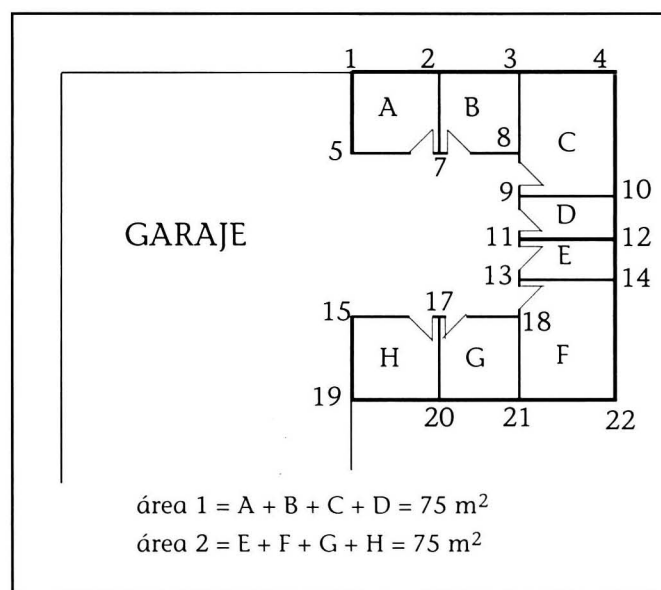 1 2 3 4
A B
C
5 7 8
9 10
D
GARAJE 11 12
E
13 14
15 17 18
H G F
19 20 21 22
área 1 = A + B + C + D = 75 m²
área 2 = E + F + G + H = 75 m²